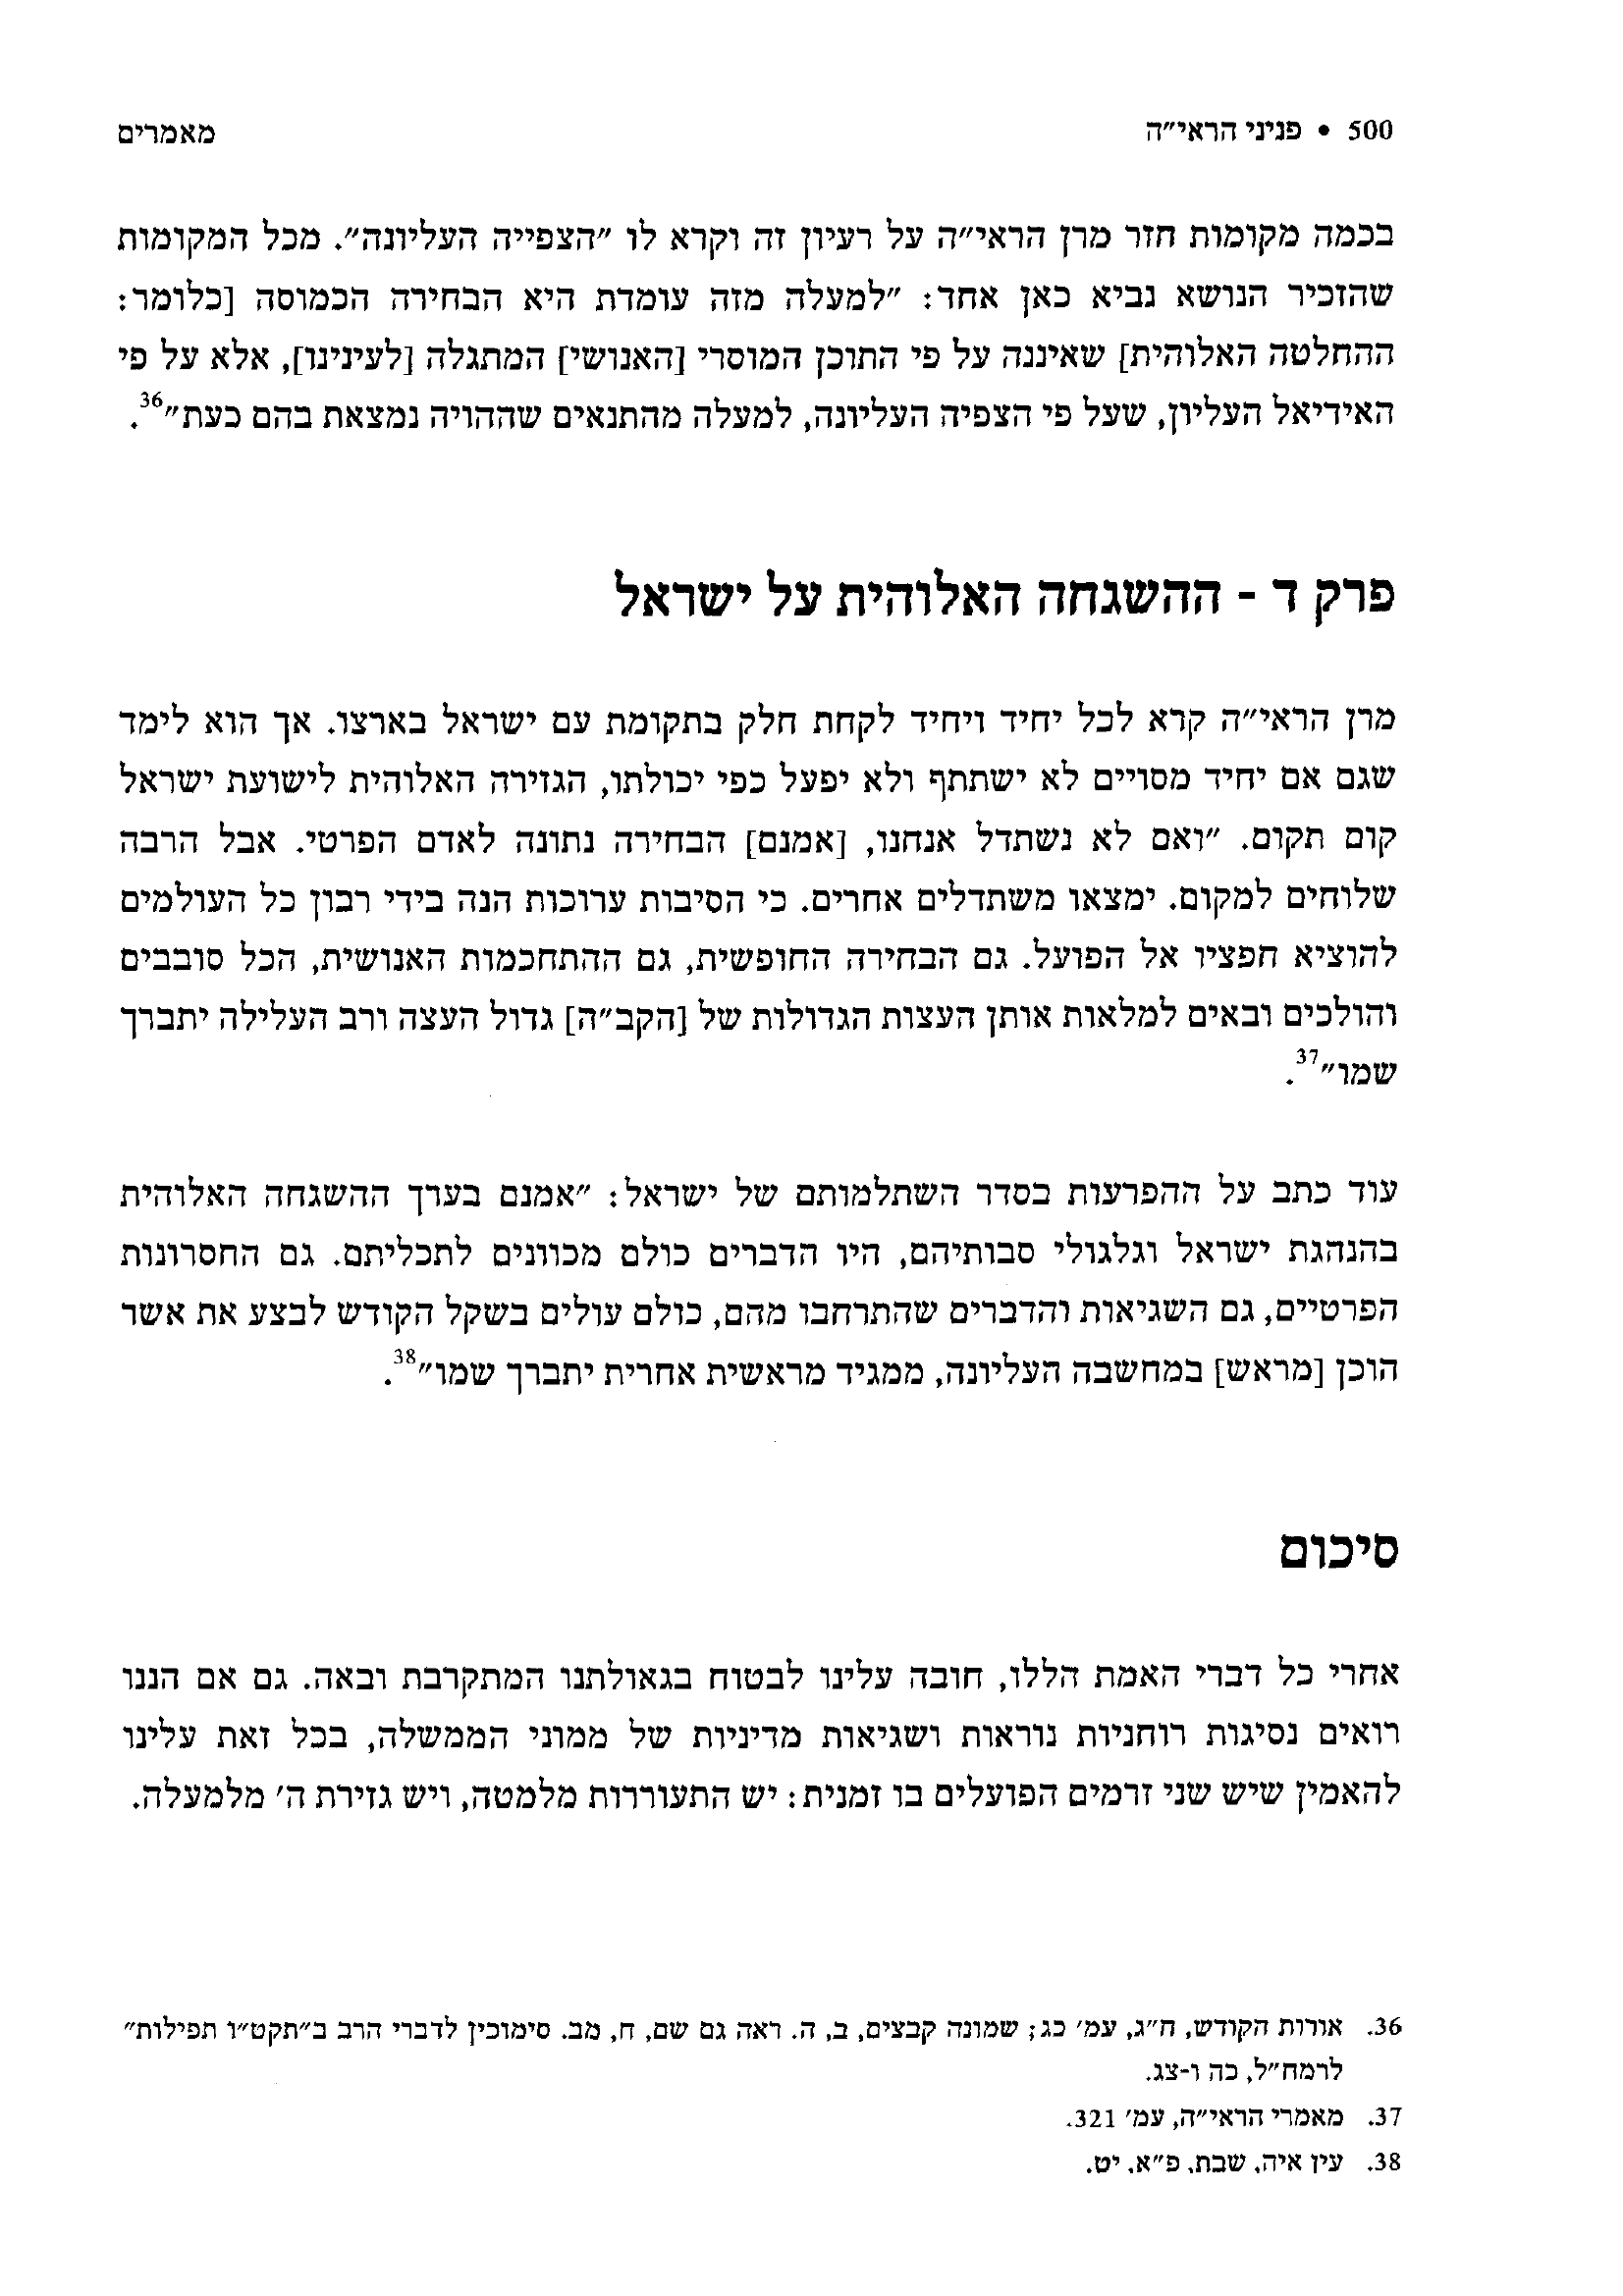 500 • פניני הראי״ה מאמרים
בכמה מקומות חזר מרן הראי״ה על רעיון זה וקרא לו ״הצפייה העליונה״. מכל המקומות
שהזכיר הנושא נביא כאן אחד: ״למעלה מזה עומדת היא הבחירה הכמוסה [כלומר:
ההחלטה האלוהית] שאיננה על פי התוכן המוסרי [האנושי] המתגלה [לעינינו], אלא על פי
האידיאל העליון, שעל פי הצפיה העליונה, למעלה מהתנאים שההויה נמצאת בהם כעת״36.
פרק ד - ההשגחה האלוהית על ישראל
מרן הראי״ה קרא לכל יחיד ויחיד לקחת חלק בתקומת עם ישראל בארצו. אך הוא לימד
שגם אם יחיד מסויים לא ישתתף ולא יפעל כפי יכולתו, הגזירה האלוהית לישועת ישראל
קום תקום. ״ואם לא נשתדל אנחנו, [אמנם] הבחירה נתונה לאדם הפרטי. אבל הרבה
שלוחים למקום. ימצאו משתדלים אחרים. כי הסיבות ערוכות הנה בידי רבון כל העולמים
להוציא חפציו אל הפועל. גם הבחירה החופשית, גם ההתחכמות האנושית, הכל סובבים
והולכים ובאים למלאות אותן העצות הגדולות של [הקב״ה] גדול העצה ורב העלילה יתברך
שמו״37.
עוד כתב על ההפרעות בסדר השתלמותם של ישראל: ״אמנם בערך ההשגחה האלוהית
בהנהגת ישראל וגלגולי סבותיהם, היו הדברים כולם מכוונים לתכליתם. גם החסרונות
הפרטיים, גם השגיאות והדברים שהתרחבו מהם, כולם עולים בשקל הקודש לבצע את אשר
הוכן [מראש] במחשבה העליונה, ממגיד מראשית אחרית יתברך שמו״38.
סיכום
אחרי כל דברי האמת הללו, חובה עלינו לבטוח בגאולתנו המתקרבת ובאה. גם אם הננו
רואים נסיגות רוחניות נוראות ושגיאות מדיניות של ממוני הממשלה, בכל זאת עלינו
להאמין שיש שני זרמים הפועלים בו זמנית: יש התעוררות מלמטה, ויש גזירת ה׳ מלמעלה.
36. אורות הקודש, ח״ג, עמ׳ כג; שמונה קבצים, ב, ה. ראה גם שם, ח, מב. סימוכין לדברי הרב ב״תקט״ו תפילות״
לרמח״ל, כה ו-צג.
37. מאמרי הראי״ה, עמ׳ 321.
38. עין איה, שבת, פ״א, יט.